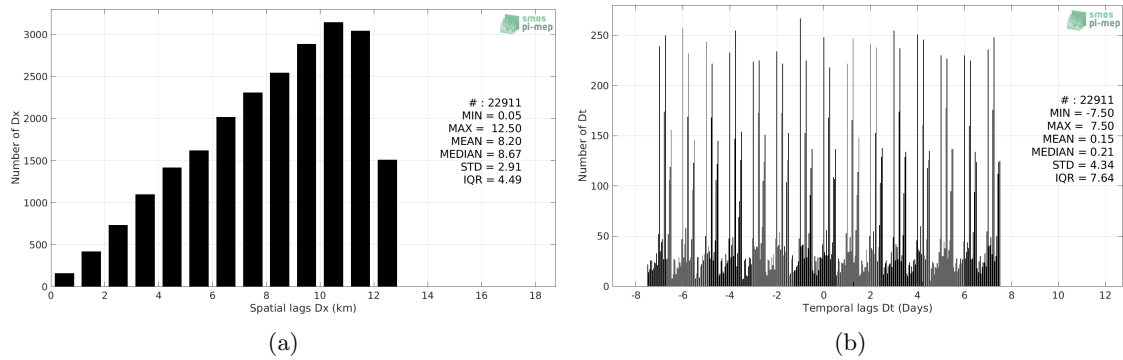 smos
pi-mep
3000
2500
2000
1500
1000
500
0
Number of Dx
# : 22911
MIN = 0.05
MAX = 12.50
MEAN = 8.20
MEDIAN = 8.67
STD = 2.91
IQR = 4.49
0 2 4 6 8 10 12 14 16 18
Spatial lags Dx (km)
(a)
smos
pi-mep
250
200
150
100
50
0
Number of Dt
# : 22911
MIN = -7.50
MAX = 7.50
MEAN = 0.15
MEDIAN = 0.21
STD = 4.34
IQR = 7.64
-8 -6 -4 -2 0 2 4 6 8 10 12
Temporal lags Dt (Days)
(b)